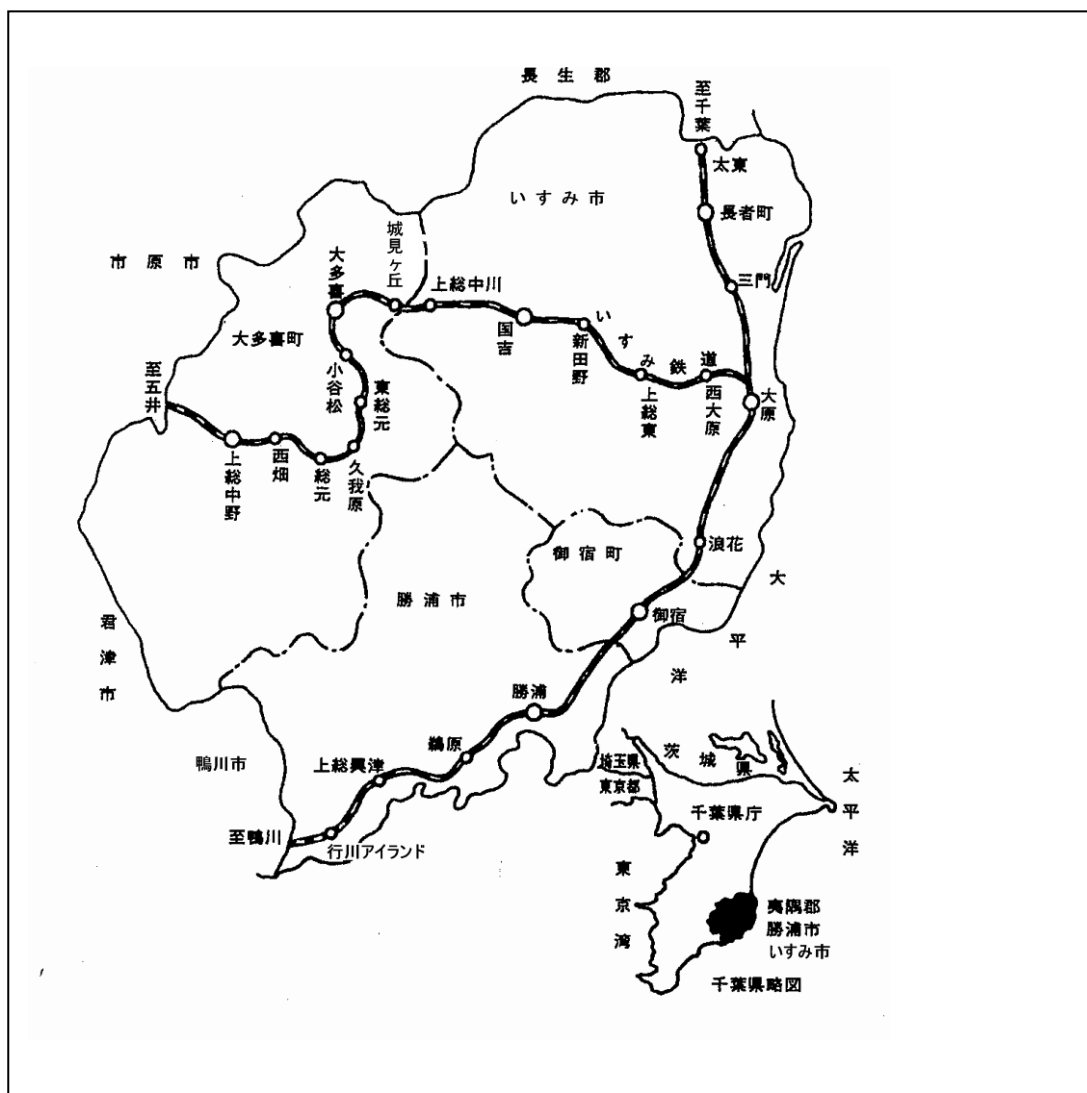 長生郡
至千葉
太東
いすみ市
長者町
城見ヶ丘
市原市
大多喜
上総中川
三門
国吉
新田野
いすみ鉄道
大多喜町
小谷松
東総元
上総東
西大原
大原
至五井
上総中野
西畑
総元
久我原
浪花
御宿町
勝浦市
御宿
大平洋
君津市
勝浦
鵜原
鴨川市
上総興津
至鴨川
行川アイランド
埼玉県
茨城県
東京都
太平洋
千葉県庁
東京湾
夷隅郡
勝浦市
いすみ市
千葉県略図